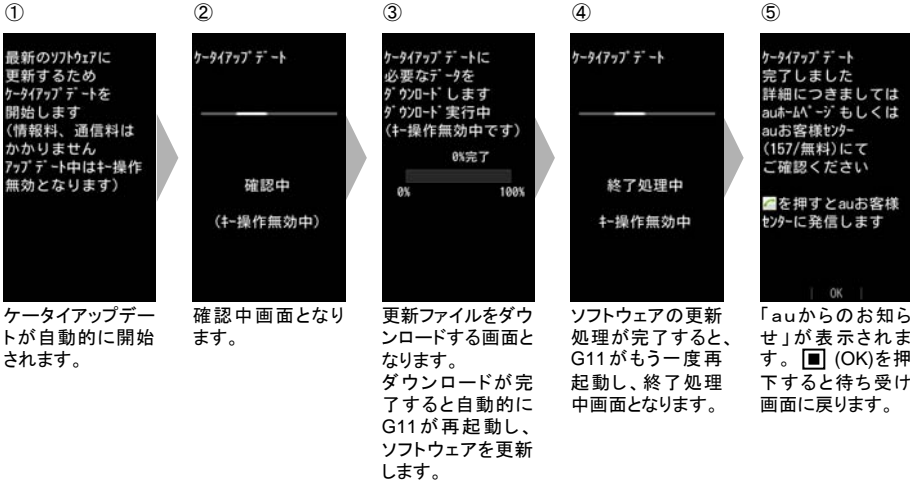 ①
最新のソフトウェアに
更新するため
ケータイアップデートを
開始します
(情報料、通信料は
かかりません
アップデート中はキー操作
無効となります)
ケータイアップデー
トが自動的に開始
されます。
②
ケータイアップデート
確認中
(キー操作無効中)
確認中画面となり
ます。
③
ケータイアップデートに
必要なデータを
ダウンロードします
ダウンロード実行中
(キー操作無効中です)
0%完了
0% 100%
更新ファイルをダウ
ンロードする画面と
なります。
ダウンロードが完
了すると自動的に
G11が再起動し、
ソフトウェアを更新
します。
④
ケータイアップデート
終了処理中
キー操作無効中
ソフトウェアの更新
処理が完了すると、
G11がもう一度再
起動し、終了処理
中画面となります。
⑤
ケータイアップデート
完了しました
詳細につきましては
auホームページもしくは
auお客様センター
(157/無料)にて
ご確認ください
を押すとauお客様
センターに発信します
OK
「auからのお知ら
せ」が表示されま
す。 (OK)を押
下すると待ち受け
画面に戻ります。